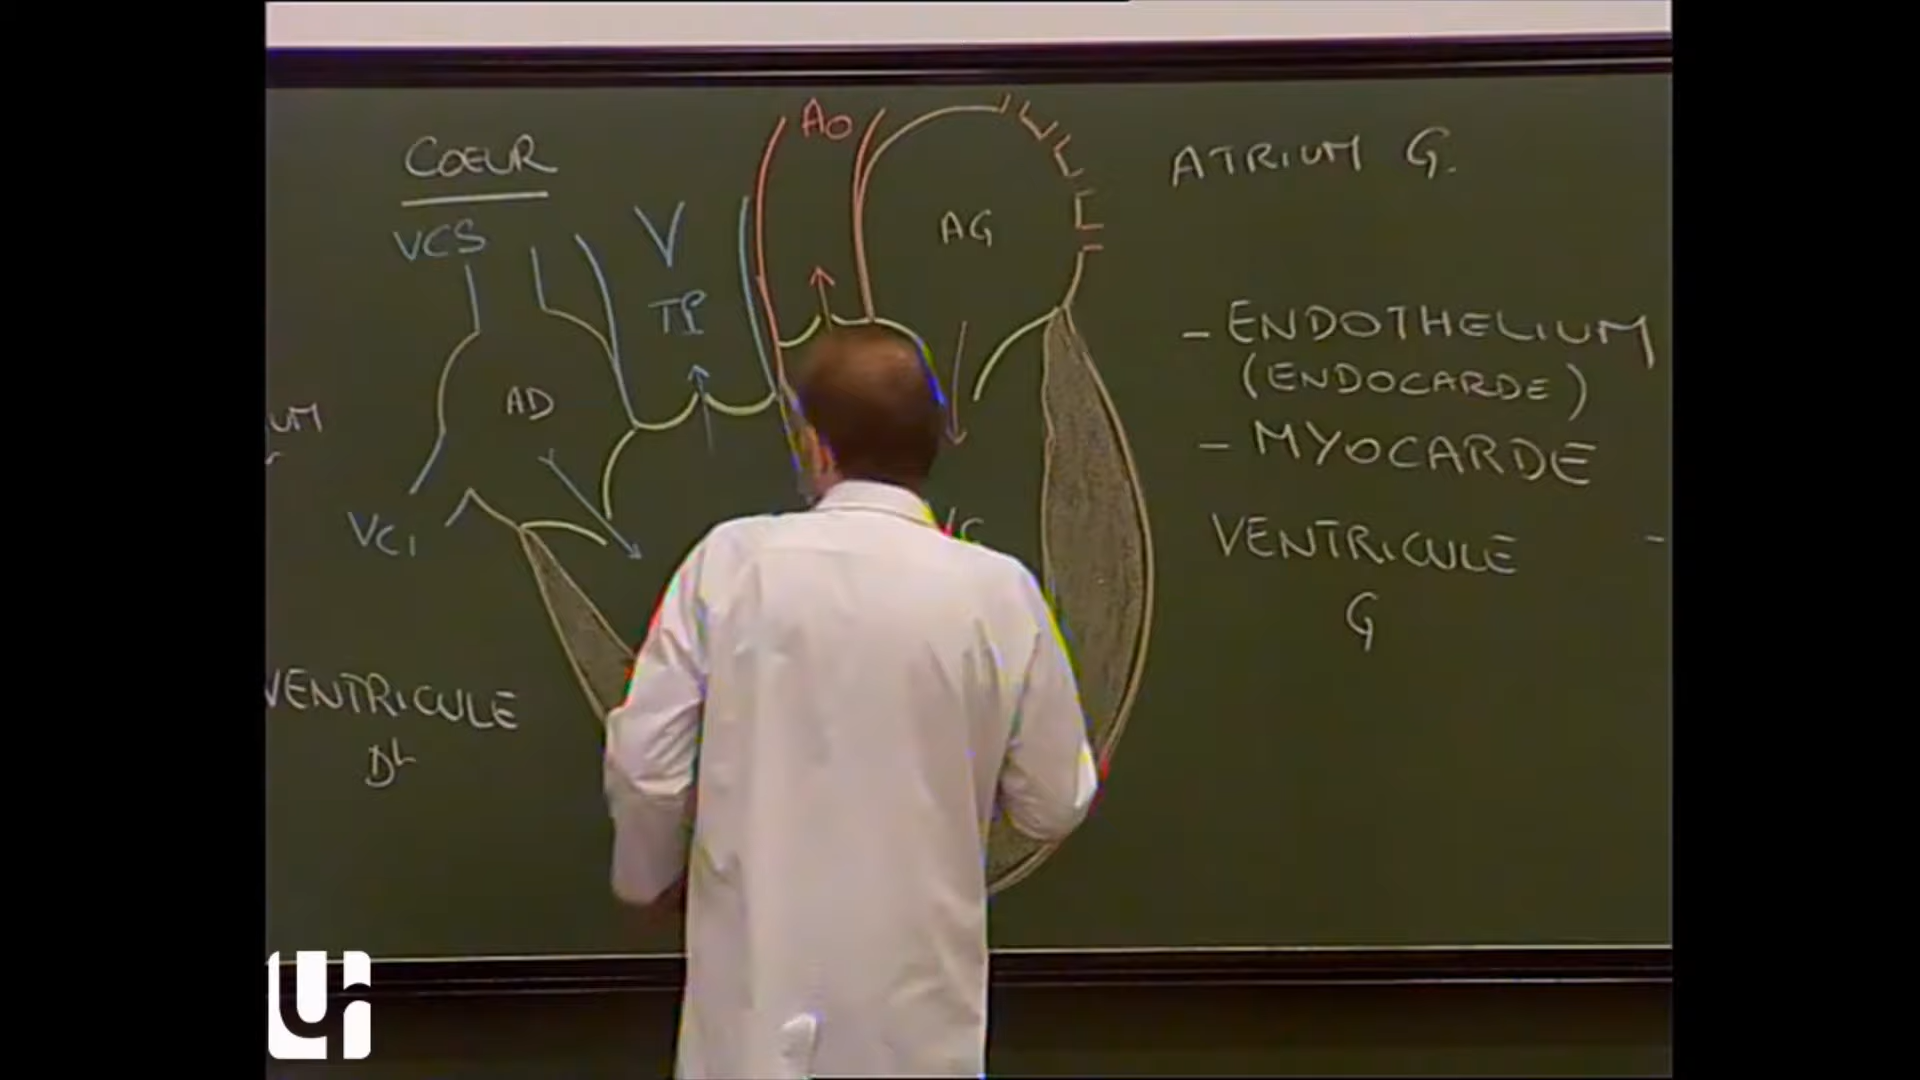 COEUR
VCS
V
TP
AO
AG
AD
VCI
VENTRICULE
Dt
ATRIUM G.
- ENDOTHELIUM
(ENDOCARDE)
- MYOCARDE
VENTRICULE
G